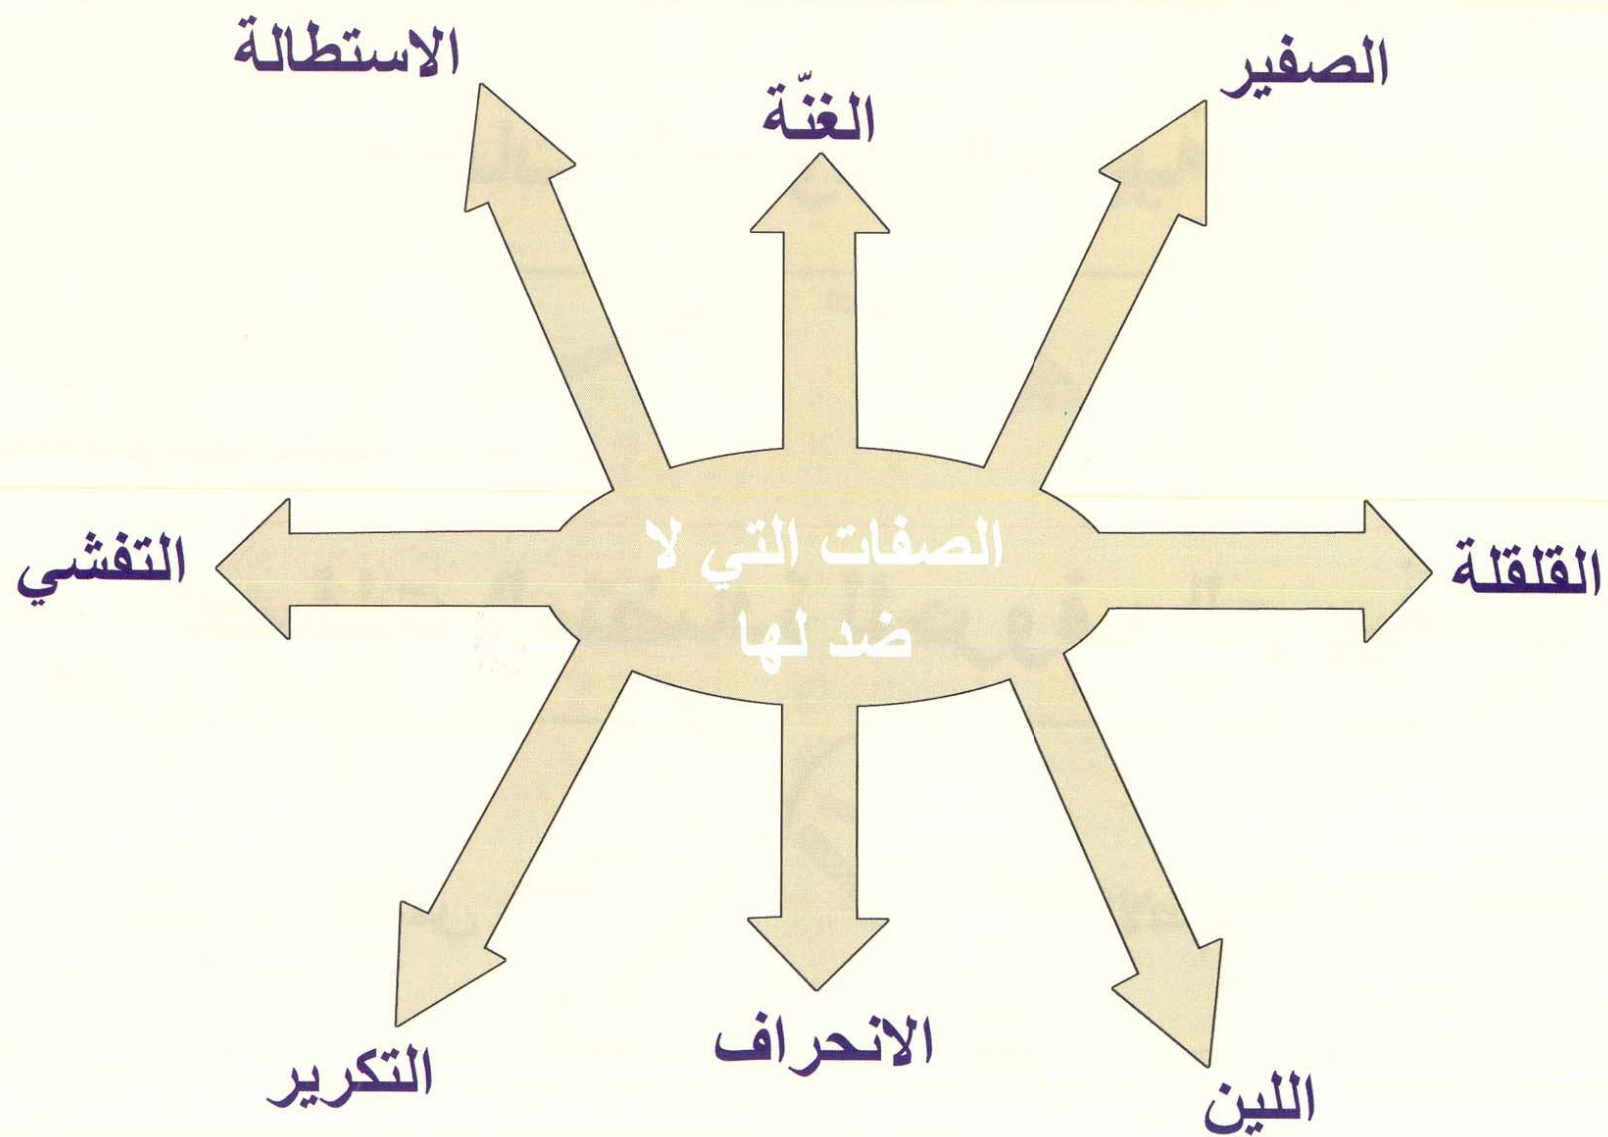 الاستطالة
الغنّة
الصفير
الصفات التي لا
ضد لها
التفشي
القلقلة
التكرير
الانحراف
اللين